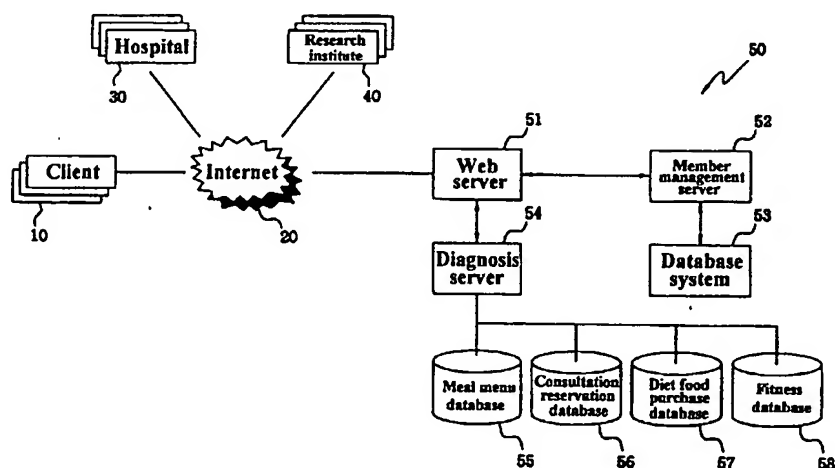 Hospital
30
Research
institute
40
50
Client
10
Internet
20
51
Web
server
52
Member
management
server
54
Diagnosis
server
53
Database
system
Meal menu
database
55
Consultation
reservation
database
56
Diet food
purchase
database
57
Fitness
database
58